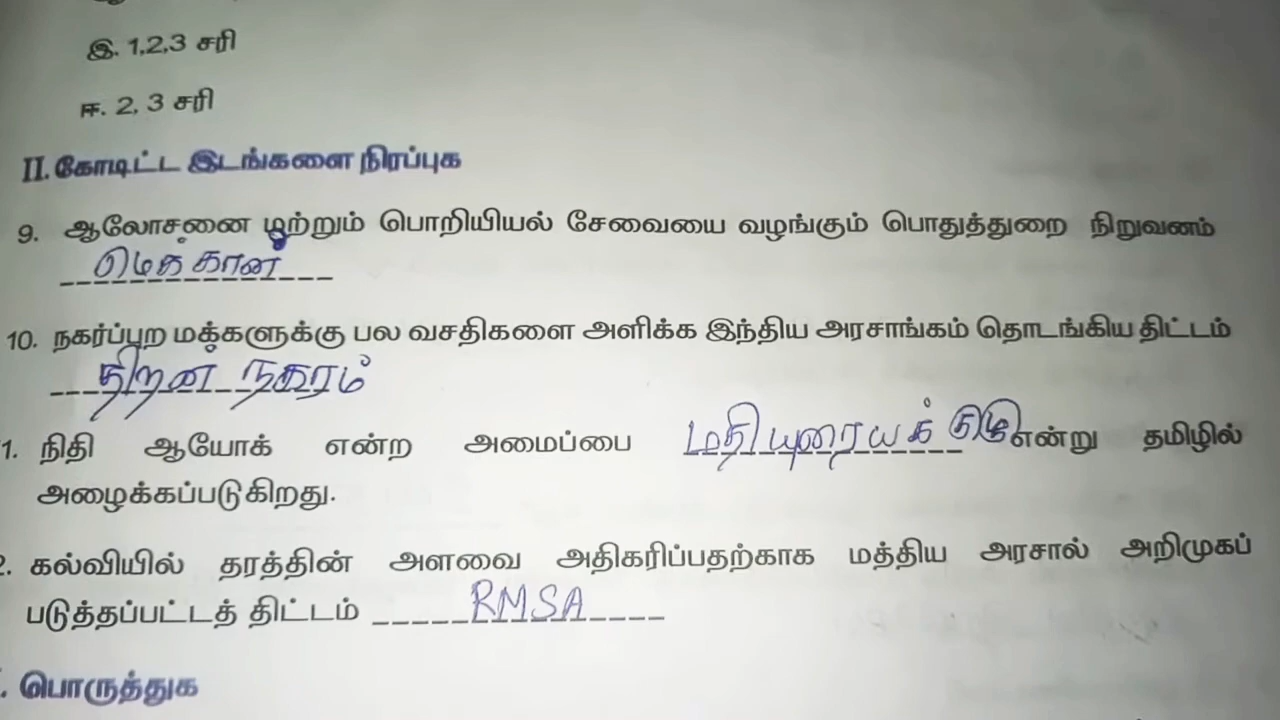 இ. 1,2,3 சரி
ஈ. 2, 3 சரி
II. கோடிட்ட இடங்களை நிரப்புக
9. ஆலோசனை மற்றும் பொறியியல் சேவையை வழங்கும் பொதுத்துறை நிறுவனம்
மெக்கான்
10. நகர்ப்புற மக்களுக்கு பல வசதிகளை அளிக்க இந்திய அரசாங்கம் தொடங்கிய திட்டம்
திறன் நகரம்
1. நிதி ஆயோக் என்ற அமைப்பை மதியுரையக் குழு என்று தமிழில்
அழைக்கப்படுகிறது.
2. கல்வியில் தரத்தின் அளவை அதிகரிப்பதற்காக மத்திய அரசால் அறிமுகப்
படுத்தப்பட்டத் திட்டம் RMSA
. பொருத்துக